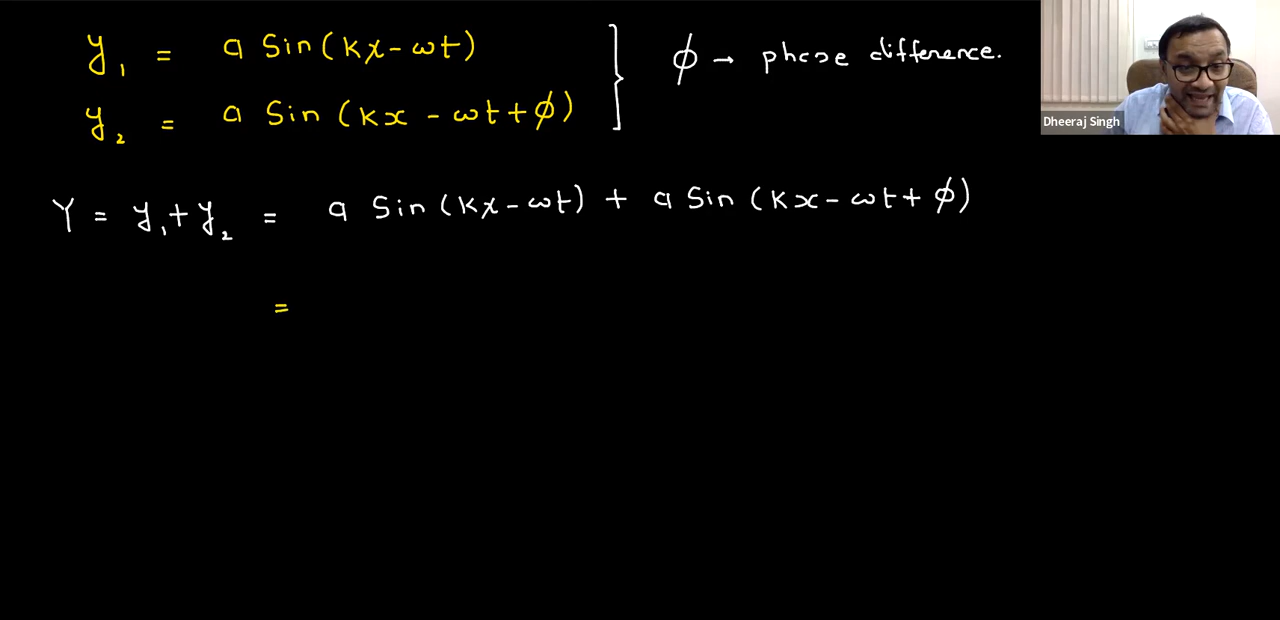 y₁ = a Sin(kx - ωt)
y₂ = a Sin(kx - ωt + φ)
φ → phase difference.
Dheeraj Singh
Y = y₁ + y₂ = a Sin(kx - ωt) + a Sin(kx - ωt + φ)
=